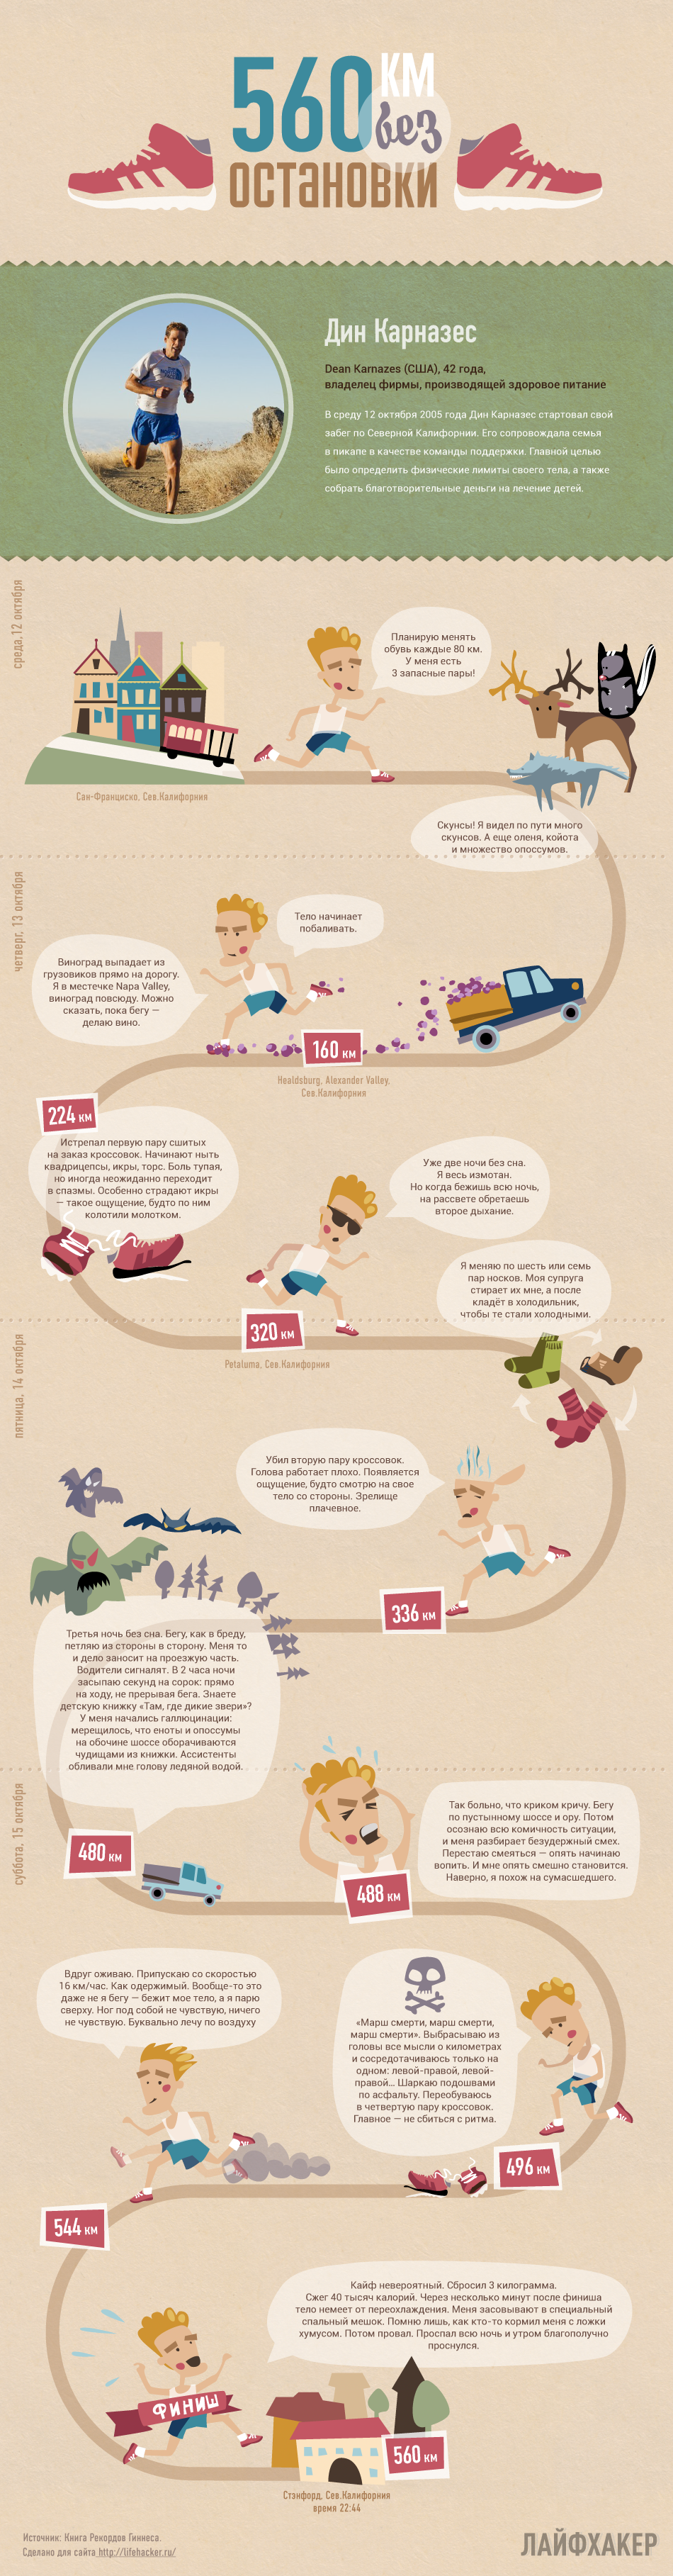 560 КМ
без
остановки
Дин Карназес
Dean Karnazes (США), 42 года,
владелец фирмы, производящей здоровое питание
В среду 12 октября 2005 года Дин Карназес стартовал свой
забег по Северной Калифорнии. Его сопровождала семья
в пикапе в качестве команды поддержки. Главной целью
было определить физические лимиты своего тела, а также
собрать благотворительные деньги на лечение детей.
среда,12 октября
Планирую менять
обувь каждые 80 км.
У меня есть
3 запасные пары!
Сан-Франциско, Сев.Калифорния
Скунсы! Я видел по пути много
скунсов. А еще оленя, койота
и множество опоссумов.
четверг, 13 октября
Тело начинает
побаливать.
Виноград выпадает из
грузовиков прямо на дорогу.
Я в местечке Napa Valley,
виноград повсюду. Можно
сказать, пока бегу —
делаю вино.
160 км
Healdsburg, Alexander Valley,
Сев.Калифорния
224 км
Истрепал первую пару сшитых
на заказ кроссовок. Начинают ныть
квадрицепсы, икры, торс. Боль тупая,
но иногда неожиданно переходит
в спазмы. Особенно страдают икры
— такое ощущение, будто по ним
колотили молотком.
Уже две ночи без сна.
Я весь измотан.
Но когда бежишь всю ночь,
на рассвете обретаешь
второе дыхание.
Я меняю по шесть или семь
пар носков. Моя супруга
стирает их мне, а после
кладёт в холодильник,
чтобы те стали холодными.
320 км
Petaluma, Сев.Калифорния
пятница, 14 октября
Убил вторую пару кроссовок.
Голова работает плохо. Появляется
ощущение, будто смотрю на свое
тело со стороны. Зрелище
плачевное.
336 км
Третья ночь без сна. Бегу, как в бреду,
петляю из стороны в сторону. Меня то
и дело заносит на проезжую часть.
Водители сигналят. В 2 часа ночи
засыпаю секунд на сорок: прямо
на ходу, не прерывая бега. Знаете
детскую книжку «Там, где дикие звери»?
У меня начались галлюцинации:
мерещилось, что еноты и опоссумы
на обочине шоссе оборачиваются
чудищами из книжки. Ассистенты
обливали мне голову ледяной водой.
суббота, 15 октября
480 км
Так больно, что криком кричу. Бегу
по пустынному шоссе и ору. Потом
осознаю всю комичность ситуации,
и меня разбирает безудержный смех.
Перестаю смеяться — опять начинаю
вопить. И мне опять смешно становится.
Наверно, я похож на сумасшедшего.
488 км
Вдруг оживаю. Припускаю со скоростью
16 км/час. Как одержимый. Вообще-то это
даже не я бегу — бежит мое тело, а я парю
сверху. Ног под собой не чувствую, ничего
не чувствую. Буквально лечу по воздуху
«Марш смерти, марш смерти,
марш смерти». Выбрасываю из
головы все мысли о километрах
и сосредотачиваюсь только на
одном: левой-правой, левой-
правой... Шаркаю подошвами
по асфальту. Переобуваюсь
в четвертую пару кроссовок.
Главное — не сбиться с ритма.
496 км
544 км
Кайф невероятный. Сбросил 3 килограмма.
Сжег 40 тысяч калорий. Через несколько минут после финиша
тело немеет от переохлаждения. Меня засовывают в специальный
спальный мешок. Помню лишь, как кто-то кормил меня с ложки
хумусом. Потом провал. Проспал всю ночь и утром благополучно
проснулся.
ФИНИШ
560 км
Стэнфорд, Сев.Калифорния
время 22:44
Источник: Книга Рекордов Гиннеса.
Сделано для сайта http://lifehacker.ru/
ЛАЙФХАКЕР